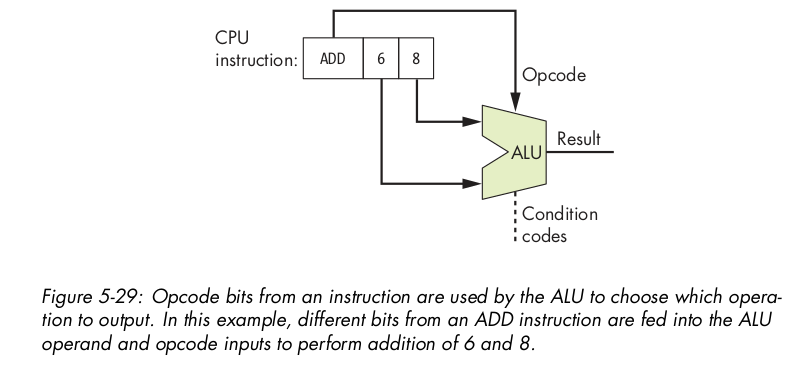 CPU
instruction:
ADD 6 8
Opcode
ALU
Result
Condition
codes
Figure 5-29: Opcode bits from an instruction are used by the ALU to choose which opera-
tion to output. In this example, different bits from an ADD instruction are fed into the ALU
operand and opcode inputs to perform addition of 6 and 8.